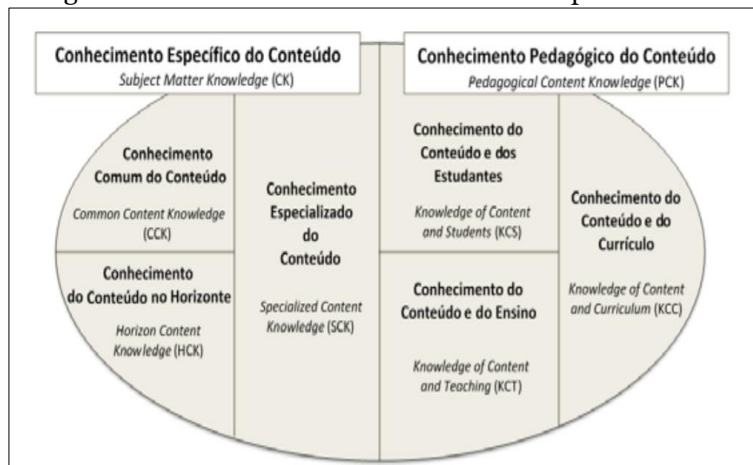 Conhecimento Específico do Conteúdo
Subject Matter Knowledge (CK)
Conhecimento Pedagógico do Conteúdo
Pedagogical Content Knowledge (PCK)
Conhecimento
Comum do Conteúdo
Common Content Knowledge
(CCK)
Conhecimento
do Conteúdo no Horizonte
Horizon Content
Knowledge (HCK)
Conhecimento
Especializado
do
Conteúdo
Specialized Content
Knowledge (SCK)
Conhecimento do
Conteúdo e dos
Estudantes
Knowledge of Content
and Students (KCS)
Conhecimento do
Conteúdo e do Ensino
Knowledge of Content
and Teaching (KCT)
Conhecimento do
Conteúdo e do
Currículo
Knowledge of Content
and Curriculum (KCC)